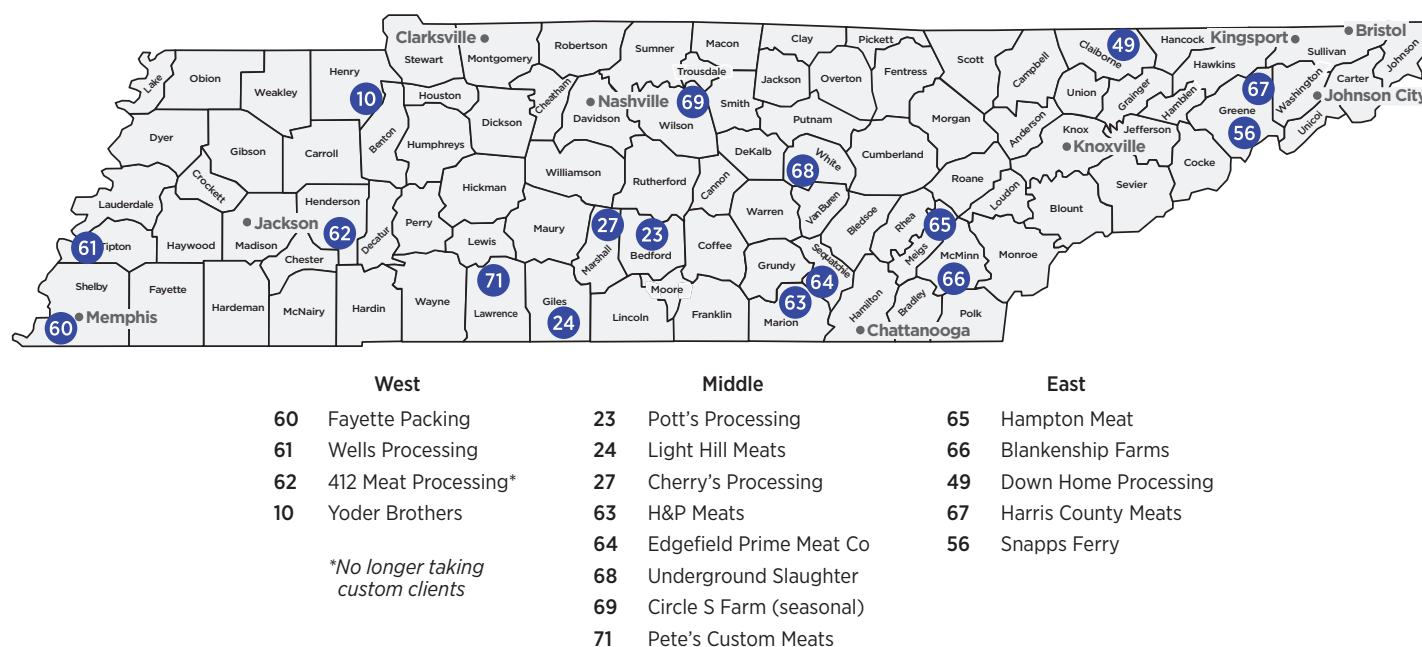 Clarksville
Bristol
Kingsport
Johnson City
Nashville
Knoxville
Jackson
Memphis
Chattanooga
Lake
Obion
Weakley
Henry
Stewart
Montgomery
Robertson
Sumner
Macon
Trousdale
Clay
Pickett
Jackson
Overton
Fentress
Scott
Campbell
Claiborne
Hancock
Hawkins
Sullivan
Johnson
Carter
Washington
Unicoi
Greene
Hamblen
Grainger
Union
Anderson
Morgan
Knox
Jefferson
Cocke
Sevier
Blount
Loudon
Roane
Cumberland
Putnam
Smith
Wilson
Davidson
Cheatham
Dickson
Houston
Humphreys
Benton
Carroll
Gibson
Dyer
Crockett
Lauderdale
Tipton
Haywood
Madison
Henderson
Chester
Decatur
Perry
Hickman
Lewis
Maury
Williamson
Rutherford
Cannon
DeKalb
White
Van Buren
Warren
Coffee
Bedford
Marshall
Moore
Grundy
Sequatchie
Bledsoe
Rhea
Meigs
McMinn
Monroe
Polk
Bradley
Hamilton
Marion
Franklin
Lincoln
Giles
Lawrence
Wayne
Hardin
McNairy
Hardeman
Fayette
Shelby
10
49
67
69
56
68
61
62
27
23
65
71
64
66
63
24
60
West
60 Fayette Packing
61 Wells Processing
62 412 Meat Processing*
10 Yoder Brothers
*No longer taking
custom clients
Middle
23 Pott's Processing
24 Light Hill Meats
27 Cherry's Processing
63 H&P Meats
64 Edgefield Prime Meat Co
68 Underground Slaughter
69 Circle S Farm (seasonal)
71 Pete's Custom Meats
East
65 Hampton Meat
66 Blankenship Farms
49 Down Home Processing
67 Harris County Meats
56 Snapps Ferry